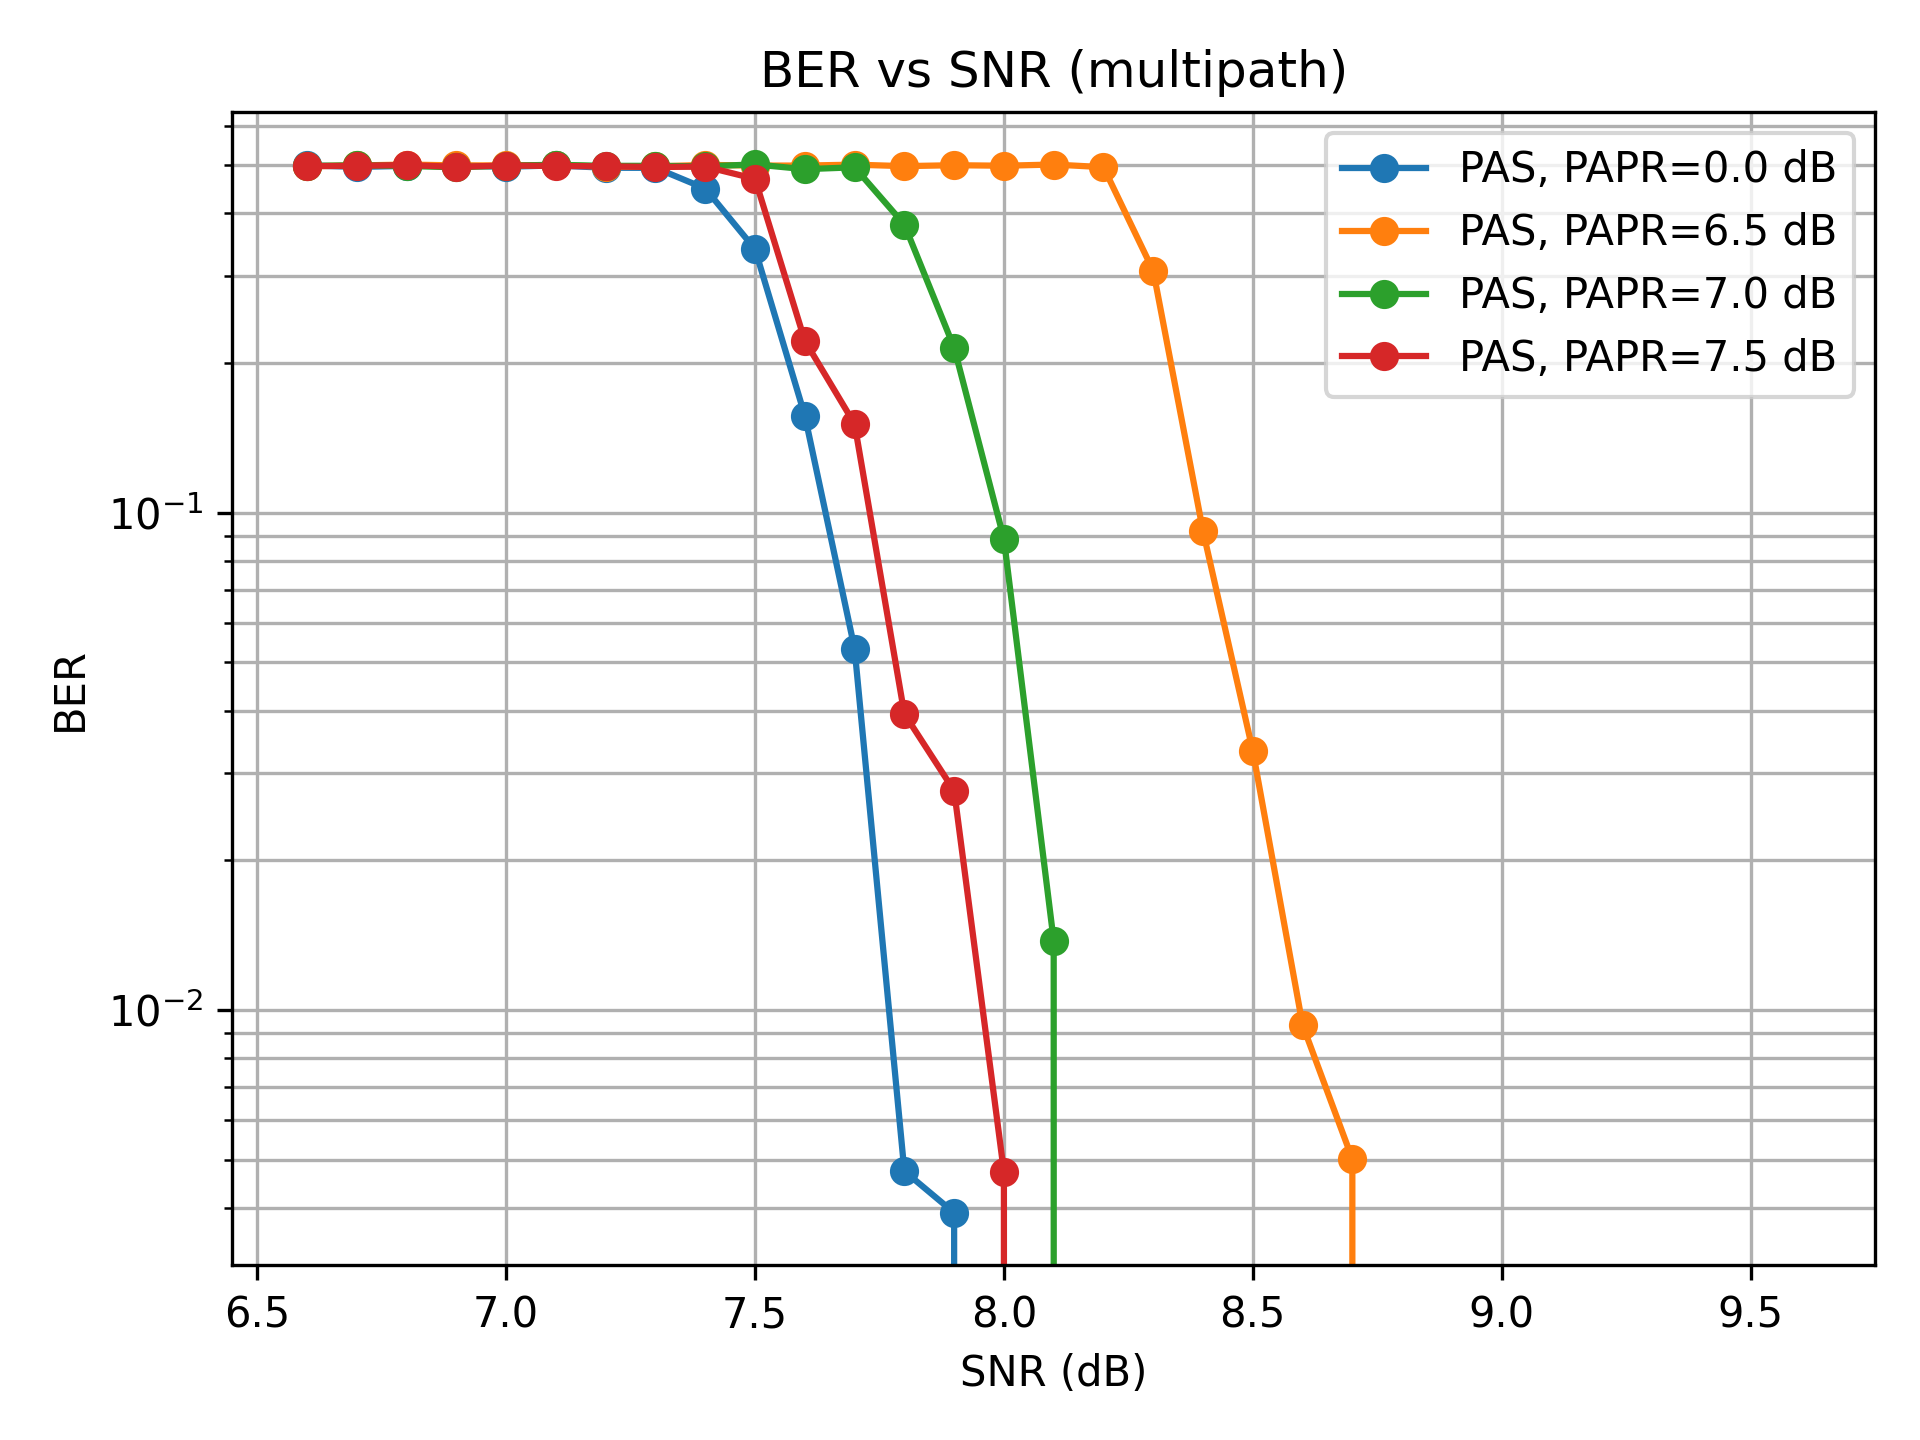 BER vs SNR (multipath)
PAS, PAPR=0.0 dB
PAS, PAPR=6.5 dB
PAS, PAPR=7.0 dB
PAS, PAPR=7.5 dB
10⁻¹
10⁻²
BER
6.5 7.0 7.5 8.0 8.5 9.0 9.5
SNR (dB)